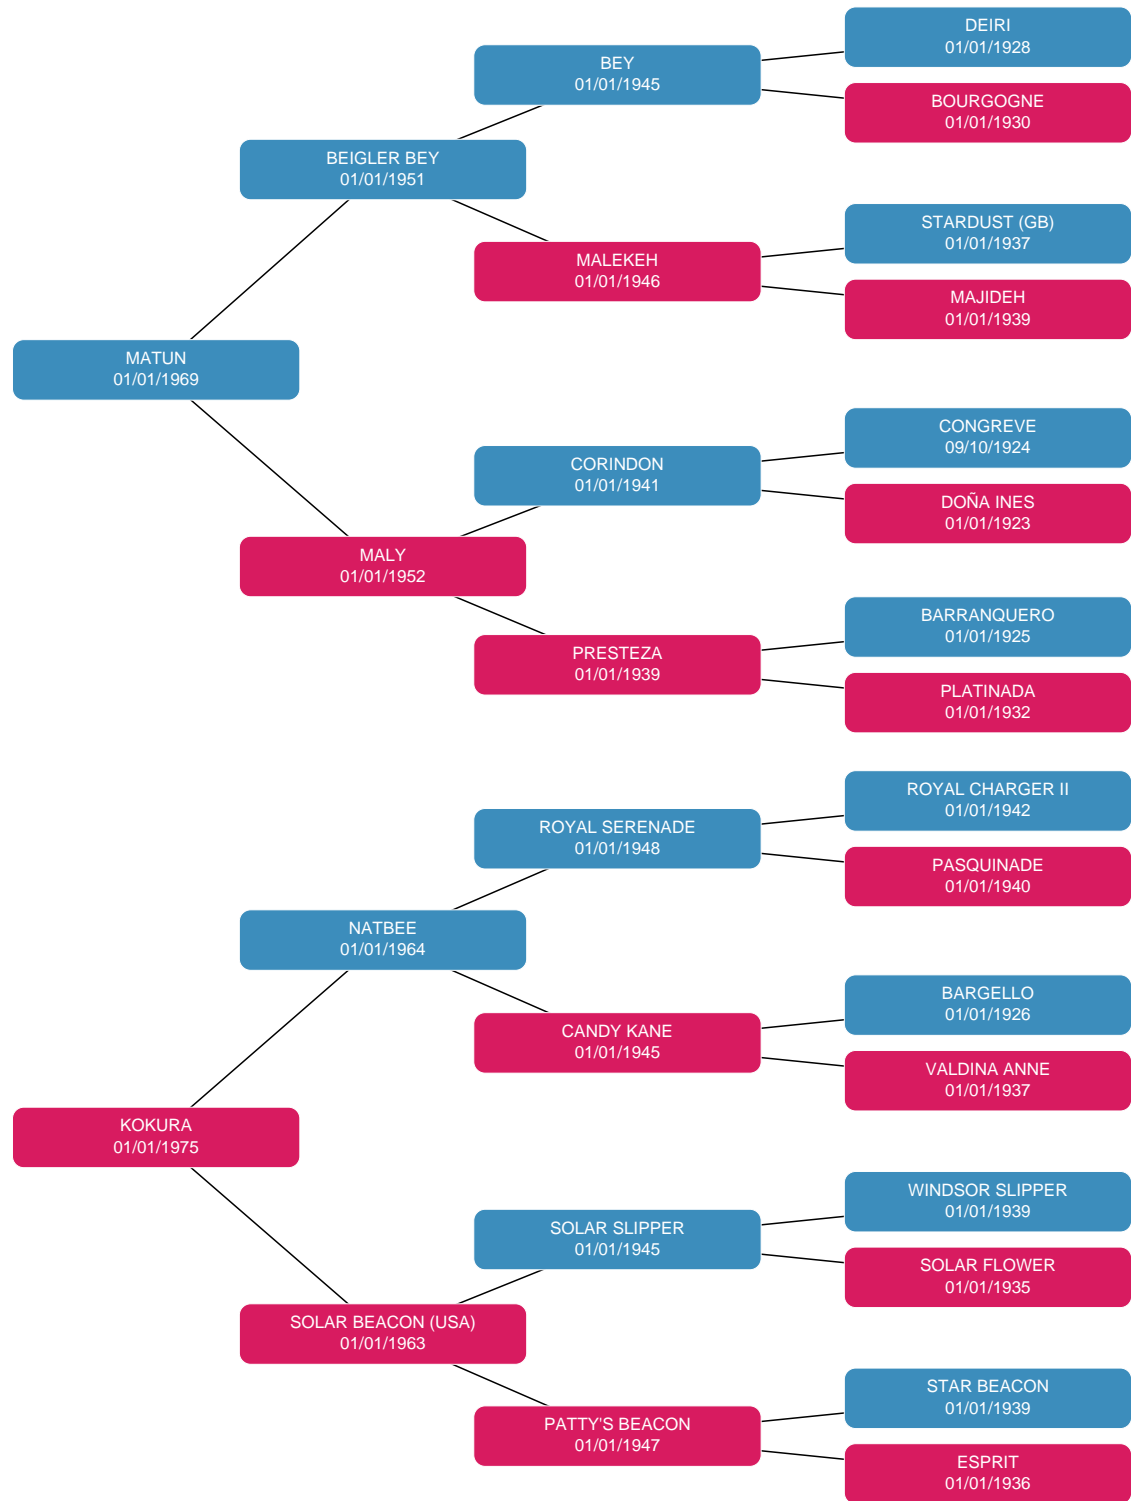 DEIRI
01/01/1928
BEY
01/01/1945
BOURGOGNE
01/01/1930
BEIGLER BEY
01/01/1951
STARDUST (GB)
01/01/1937
MALEKEH
01/01/1946
MAJIDEH
01/01/1939
MATUN
01/01/1969
CONGREVE
09/10/1924
CORINDON
01/01/1941
DOÑA INES
01/01/1923
MALY
01/01/1952
BARRANQUERO
01/01/1925
PRESTEZA
01/01/1939
PLATINADA
01/01/1932
ROYAL CHARGER II
01/01/1942
ROYAL SERENADE
01/01/1948
PASQUINADE
01/01/1940
NATBEE
01/01/1964
BARGELLO
01/01/1926
CANDY KANE
01/01/1945
VALDINA ANNE
01/01/1937
KOKURA
01/01/1975
WINDSOR SLIPPER
01/01/1939
SOLAR SLIPPER
01/01/1945
SOLAR FLOWER
01/01/1935
SOLAR BEACON (USA)
01/01/1963
STAR BEACON
01/01/1939
PATTY'S BEACON
01/01/1947
ESPRIT
01/01/1936